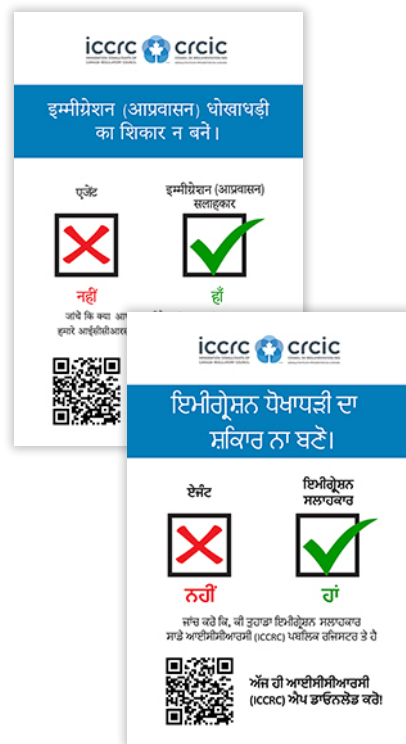 iccrc crcic
इम्मीग्रेशन (आप्रवासन) धोखाधड़ी
का शिकार न बनें।
एजेंट
इम्मीग्रेशन (आप्रवासन)
सलाहकार
नहीं
हाँ
जांचें कि क्या
हमारे
iccrc crcic
ਇਮੀਗ੍ਰੇਸ਼ਨ ਧੋਖਾਧੜੀ ਦਾ
ਸ਼ਕਿਾਰ ਨਾ ਬਣੋ।
ਏਜੰਟ
ਇਮੀਗ੍ਰੇਸ਼ਨ
ਸਲਾਹਕਾਰ
ਨਹੀਂ
ਹਾਂ
ਜਾਂਚ ਕਰੋ ਕਿ, ਕੀ ਤੁਹਾਡਾ ਇਮੀਗ੍ਰੇਸ਼ਨ ਸਲਾਹਕਾਰ
ਸਾਡੇ ਆਈਸੀਸੀਆਰਸੀ (ICCRC) ਪਬਲਿਕ ਰਜਿਸਟਰ ਤੇ ਹੈ
ਅੱਜ ਹੀ ਆਈਸੀਸੀਆਰਸੀ
(ICCRC) ਐਪ ਡਾਓਨਲੋਡ ਕਰੋ!